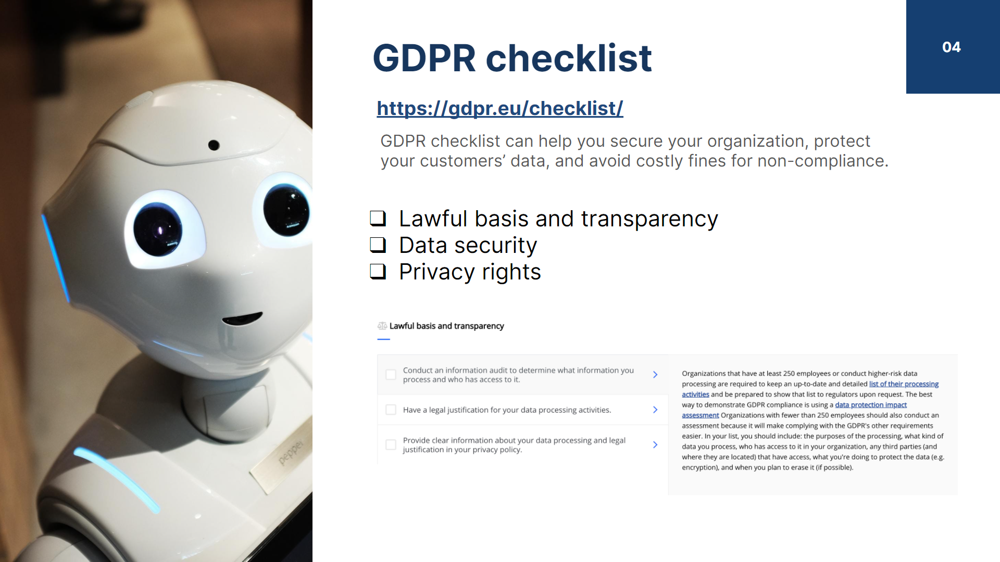 GDPR checklist
04
https://gdpr.eu/checklist/
GDPR checklist can help you secure your organization, protect
your customers’ data, and avoid costly fines for non-compliance.
❑ Lawful basis and transparency
❑ Data security
❑ Privacy rights
Lawful basis and transparency
Conduct an information audit to determine what information you
process and who has access to it.
Have a legal justification for your data processing activities.
Provide clear information about your data processing and legal
justification in your privacy policy.
Organizations that have at least 250 employees or conduct higher-risk data
processing are required to keep an up-to-date and detailed list of their processing
activities and be prepared to show that list to regulators upon request. The best
way to demonstrate GDPR compliance is using a data protection impact
assessment Organizations with fewer than 250 employees should also conduct an
assessment because it will make complying with the GDPR's other requirements
easier. In your list, you should include: the purposes of the processing, what kind of
data you process, who has access to it in your organization, any third parties (and
where they are located) that have access, what you're doing to protect the data (e.g.
encryption), and when you plan to erase it (if possible).
pepper